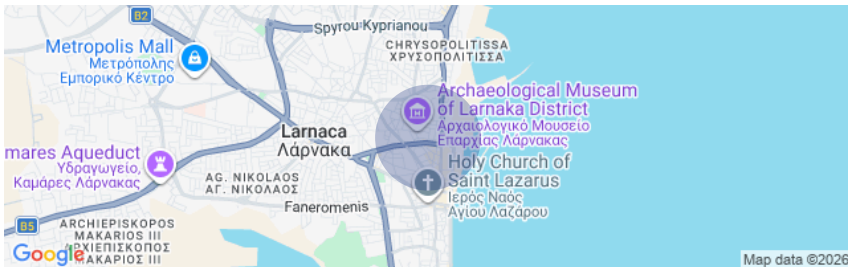 B2
Spyrou Kyprianou
CHRYSOPOLITISSA
ΧΡΥΣΟΠΟΛΙΤΙΣΣΑ
Metropolis Mall
Μετρόπολης
Εμπορικό Κέντρο
Archaeological Museum
of Larnaka District
Αρχαιολογικό Μουσείο
Επαρχίας Λάρνακας
Larnaca
Λάρνακα
mares Aqueduct
Υδραγωγείο,
Καμάρες Λάρνακας
Holy Church of
Saint Lazarus
Ιερός Ναός
Αγίου Λαζάρου
AG. NIKOLAOS
ΑΓ. ΝΙΚΟΛΑΟΣ
Faneromenis
B5
ARCHIEPISKOPOS
MAKARIOS III
ΑΡΧΙΕΠΙΣΚΟΠΟΣ
ΜΑΚΑΡΙΟΣ III
Google
Map data ©2026